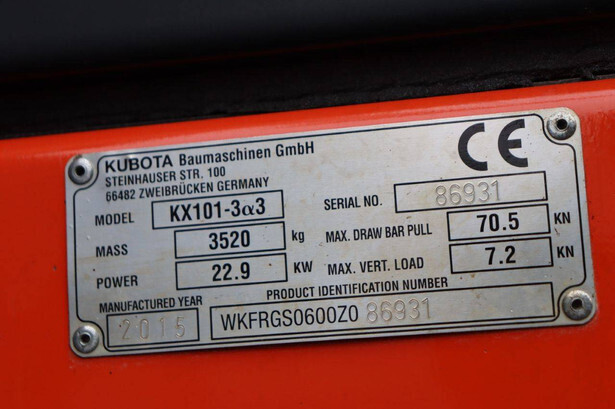 KUBOTA Baumaschinen GmbH
STEINHAUSER STR. 100
66482 ZWEIBRÜCKEN GERMANY
CE
MODEL KX101-3α3
SERIAL NO. 86931
MASS 3520 kg
MAX. DRAW BAR PULL 70.5 KN
POWER 22.9 KW
MAX. VERT. LOAD 7.2 KN
MANUFACTURED YEAR 2015
PRODUCT IDENTIFICATION NUMBER
WKFRGS0600Z0 86931